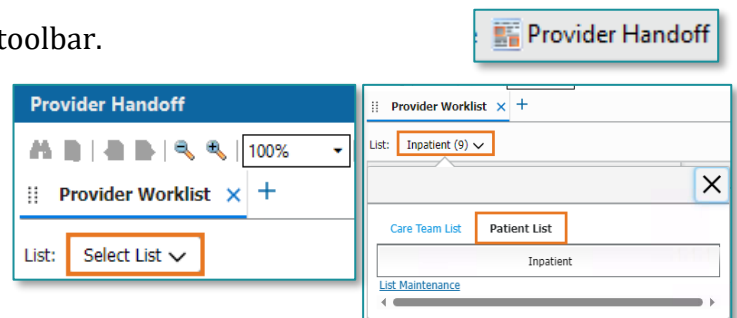 toolbar.
Provider Handoff
Provider Handoff
100%
Provider Worklist × +
List: Select List
Provider Worklist × +
List: Inpatient (9)
Care Team List Patient List
Inpatient
List Maintenance